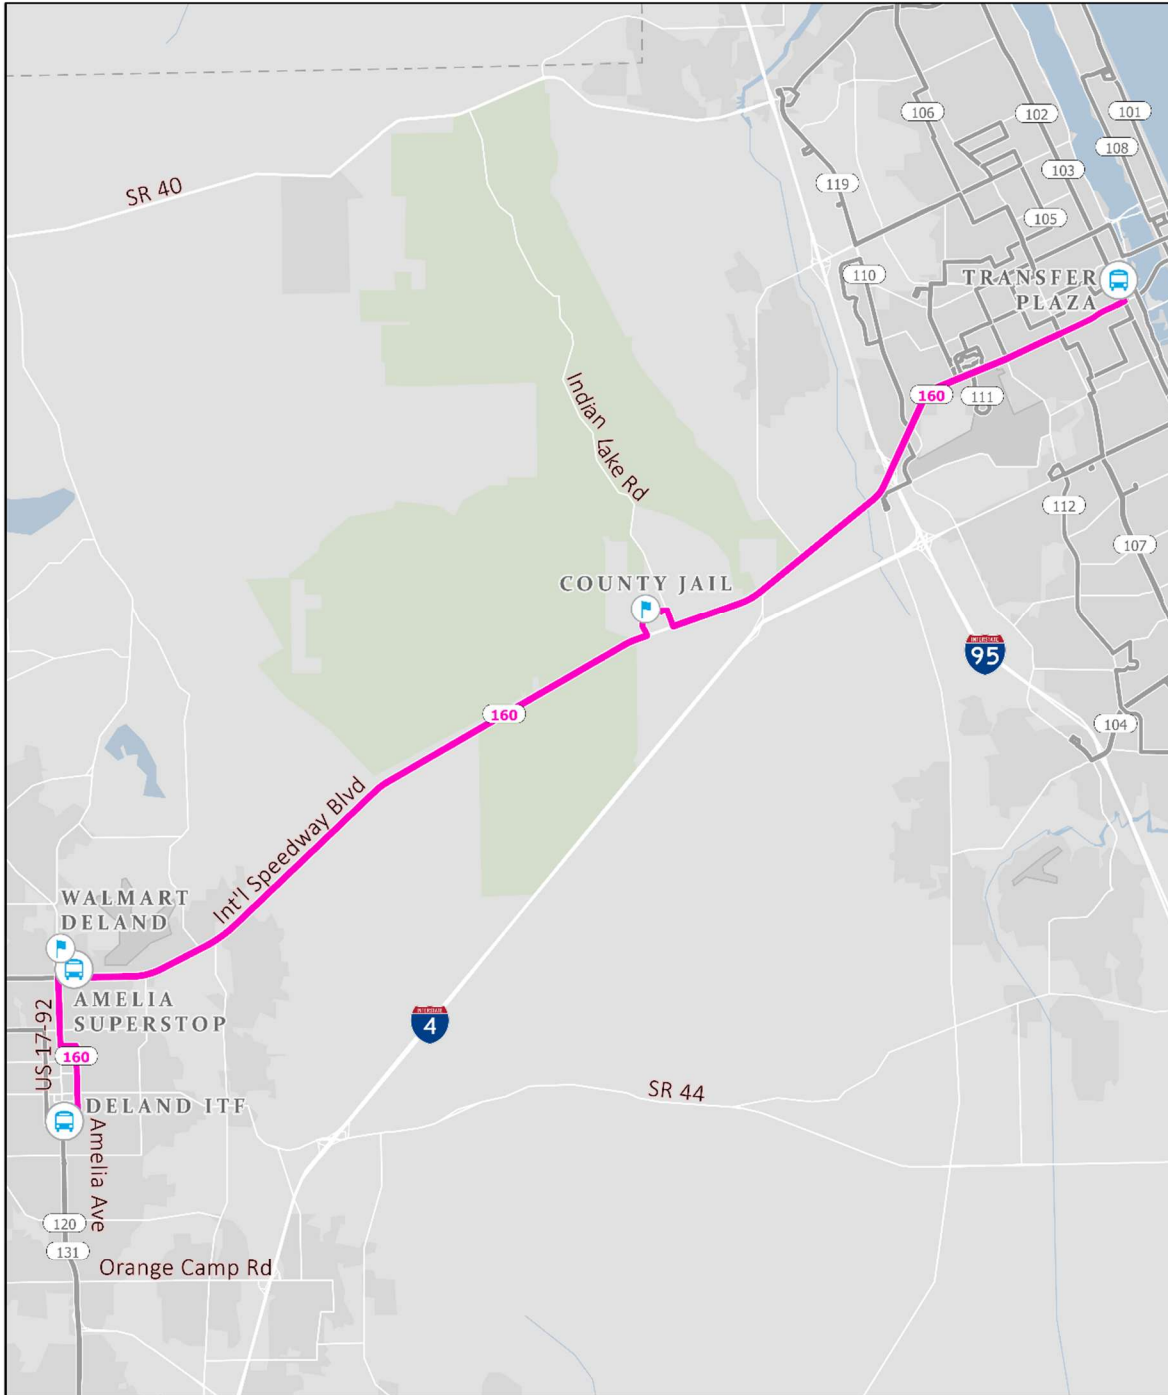 106
102
101
108
103
SR 40
119
105
110
TRANSFER
PLAZA
160
111
Indian Lake Rd
112
107
COUNTY JAIL
INTERSTATE
95
160
104
Int'l Speedway Blvd
WALMART
DELAND
AMELIA
SUPERSTOP
US 17-92
INTERSTATE
4
160
SR 44
DELAND ITF
Amelia Ave
120
131
Orange Camp Rd